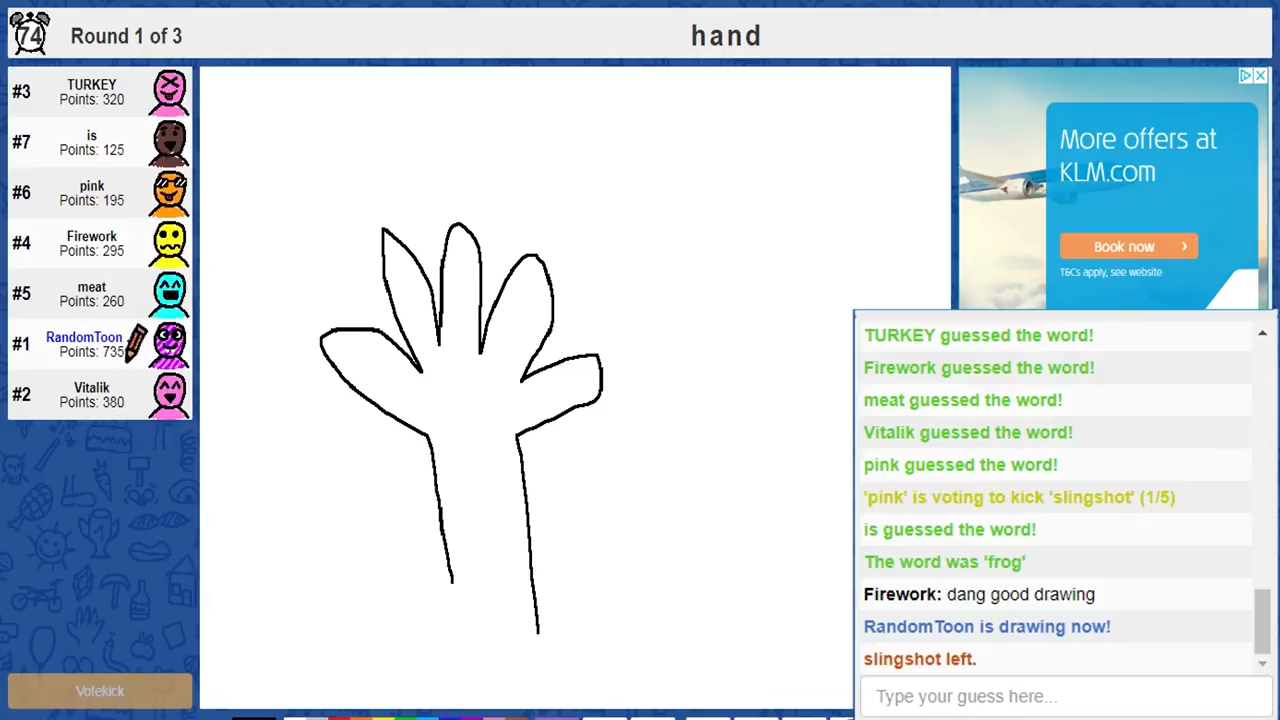 74
Round 1 of 3
hand
#3
TURKEY
Points: 320
#7
is
Points: 125
#6
pink
Points: 195
#4
Firework
Points: 295
#5
meat
Points: 260
#1
RandomToon
Points: 735
#2
Vitalik
Points: 380
Votekick
More offers at
KLM.com
Book now
T&Cs apply, see website
TURKEY guessed the word!
Firework guessed the word!
meat guessed the word!
Vitalik guessed the word!
pink guessed the word!
'pink' is voting to kick 'slingshot' (1/5)
is guessed the word!
The word was 'frog'
Firework: dang good drawing
RandomToon is drawing now!
slingshot left.
Type your guess here...